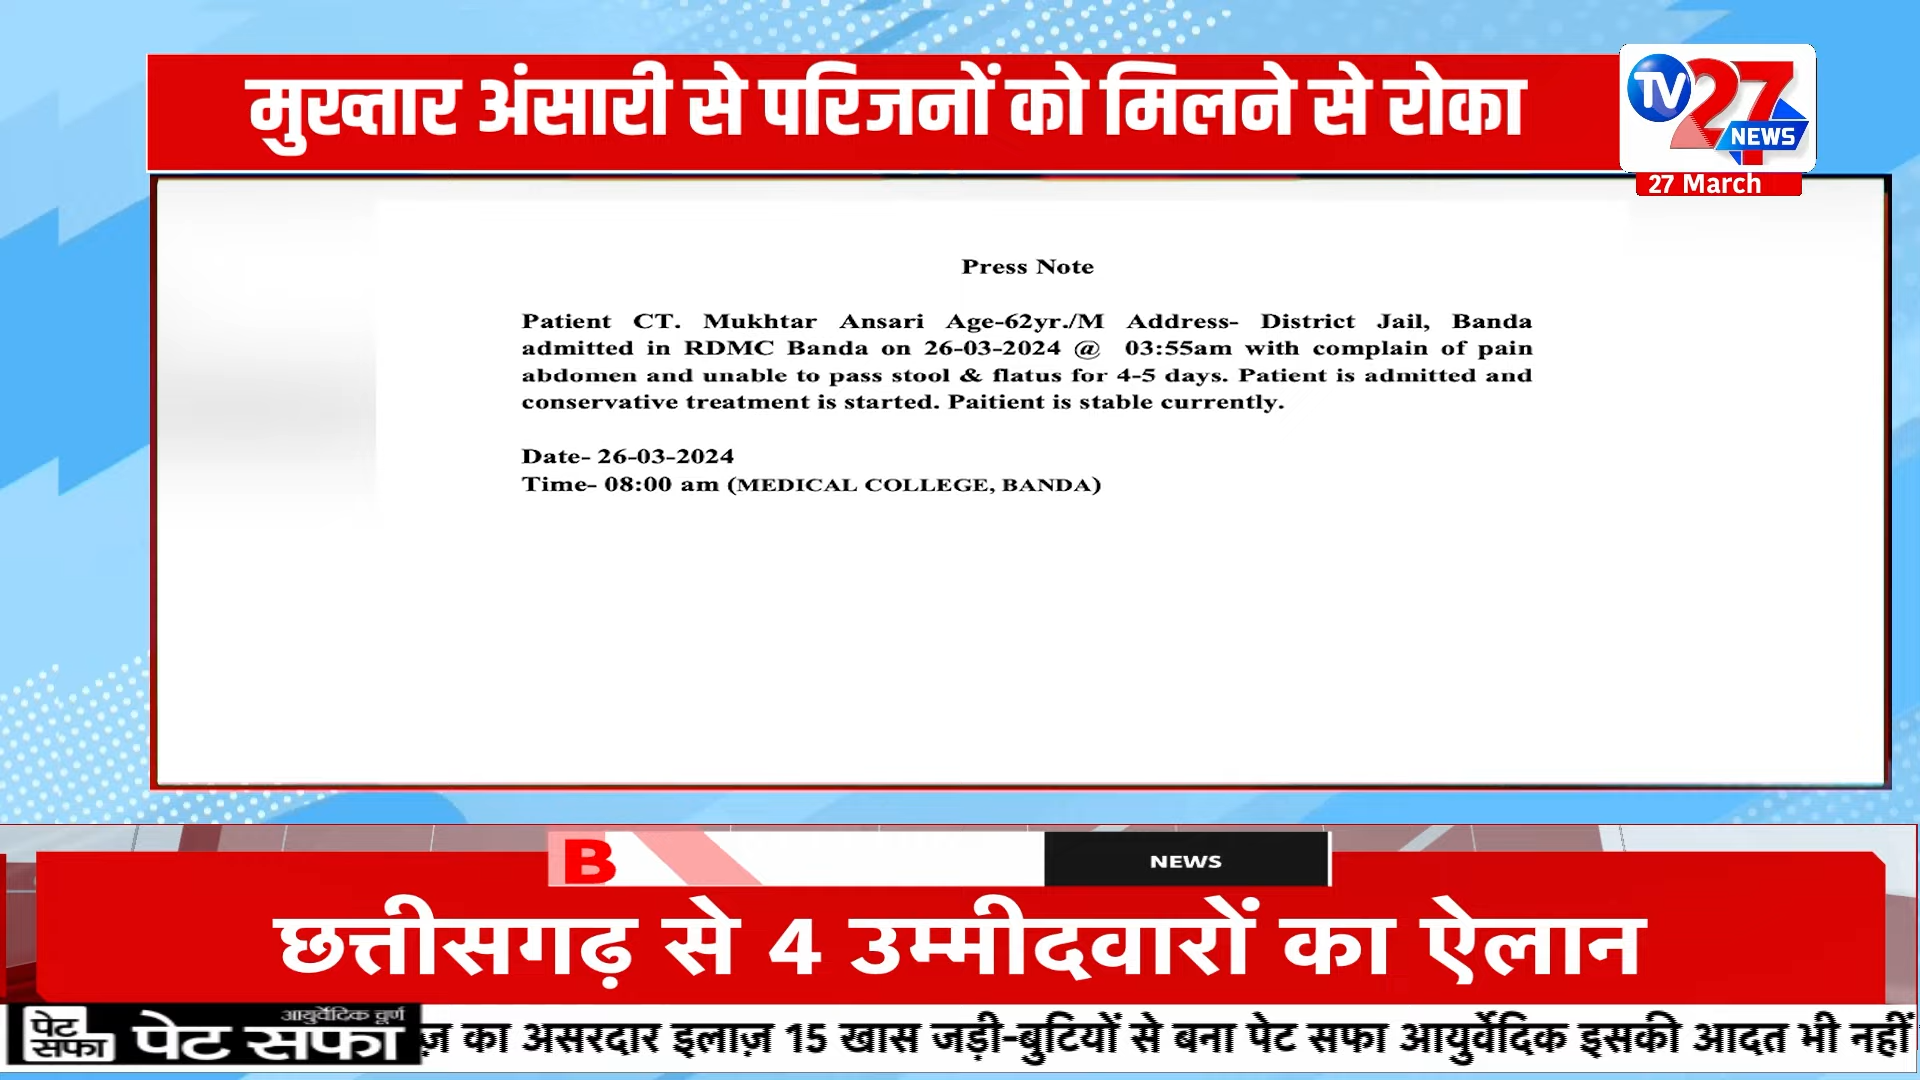 मुख्तार अंसारी से परिजनों को मिलने से रोका
TV 27 NEWS
27 March
Press Note
Patient CT. Mukhtar Ansari Age-62yr./M Address- District Jail, Banda
admitted in RDMC Banda on 26-03-2024 @ 03:55am with complain of pain
abdomen and unable to pass stool & flatus for 4-5 days. Patient is admitted and
conservative treatment is started. Paitient is stable currently.
Date- 26-03-2024
Time- 08:00 am (MEDICAL COLLEGE, BANDA)
B
NEWS
छत्तीसगढ़ से 4 उम्मीदवारों का ऐलान
पेट
सफा
आयुर्वेदिक चूर्ण
पेट सफा
का असरदार इलाज़ 15 खास जड़ी-बुटियों से बना पेट सफा आयुर्वेदिक इसकी आदत भी नहीं